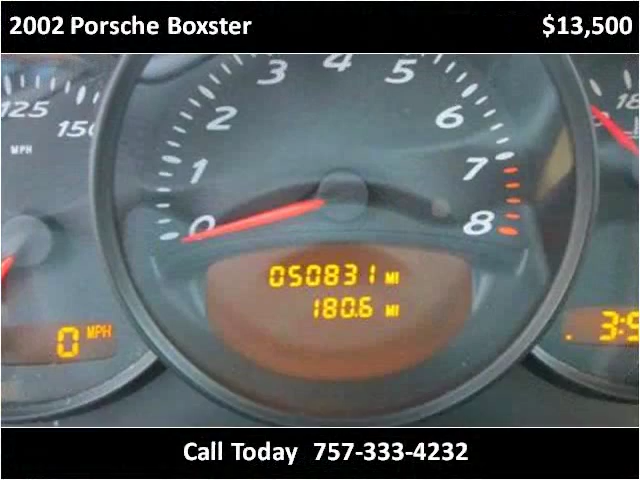 2002 Porsche Boxster $13,500
125
150
MPH
0 1 2 3 4 5 6 7 8
050831 MI
180.6 MI
0 MPH
Call Today 757-333-4232